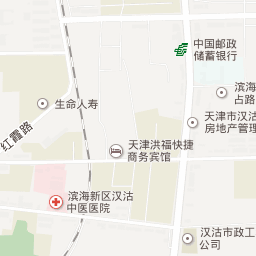 中国邮政
储蓄银行
滨海
占路
生命人寿
天津市汉沽
房地产管理
红霞路
天津洪福快捷
商务宾馆
滨海新区汉沽
中医医院
汉沽市政工
公司